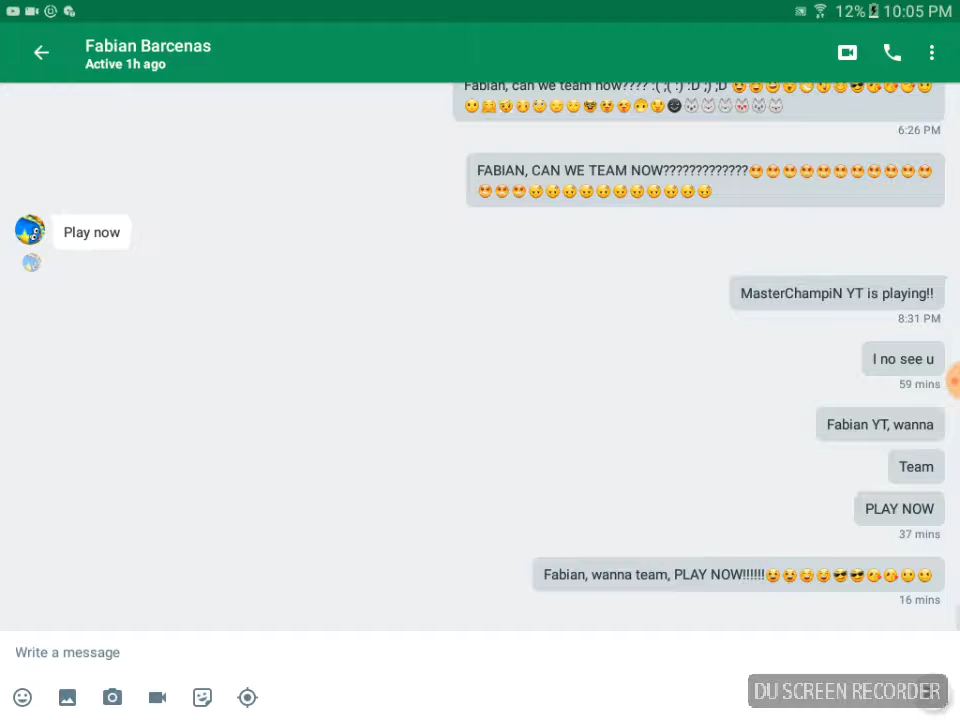 12% 10:05 PM
Fabian Barcenas
Active 1h ago
Fabian, can we team now???? :( ;( :) :D ;) ;D 
6:26 PM
FABIAN, CAN WE TEAM NOW?????????????😍😍😍😍😍😍😍😍😍😍😍
Play now
MasterChampiN YT is playing!!
8:31 PM
I no see u
59 mins
Fabian YT, wanna
Team
PLAY NOW
37 mins
Fabian, wanna team, PLAY NOW!!!!!!
16 mins
Write a message
DU SCREEN RECORDER